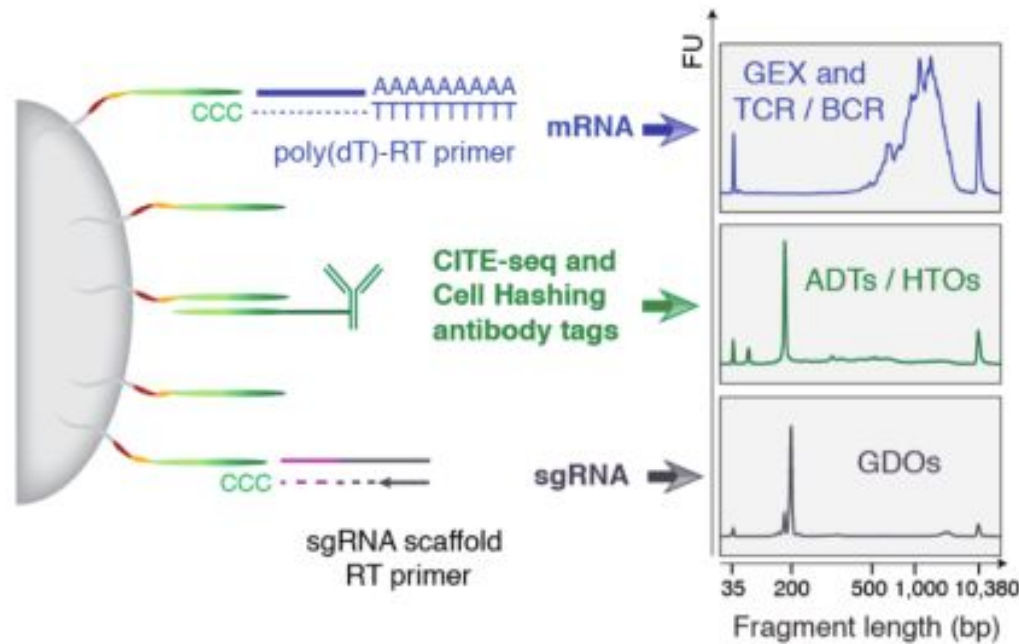 AAAAAAAAA
CCC
TTTTTTTTTT
poly(dT)-RT primer
mRNA
CITE-seq and
Cell Hashing
antibody tags
CCC
sgRNA
sgRNA scaffold
RT primer
FU
GEX and
TCR / BCR
ADTs / HTOs
GDOs
35 200 500 1,000 10,380
Fragment length (bp)